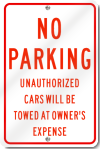 NO
PARKING
UNAUTHORIZED
CARS WILL BE
TOWED AT OWNER'S
EXPENSE